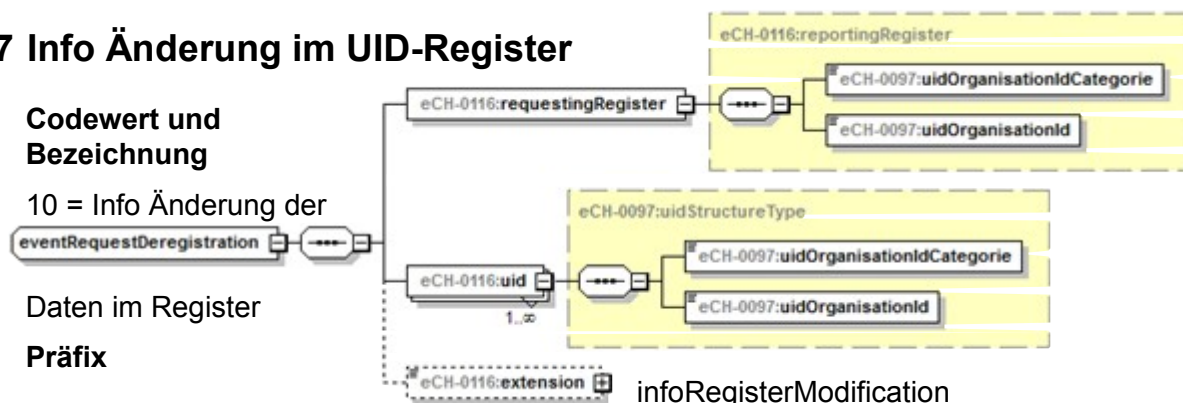 7 Info Änderung im UID-Register
eCH-0116:reportingRegister
eCH-0097:uidOrganisationIdCategorie
eCH-0116:requestingRegister
eCH-0097:uidOrganisationId
Codewert und
Bezeichnung
10 = Info Änderung der
eCH-0097:uidStructureType
eventRequestDeregistration
eCH-0097:uidOrganisationIdCategorie
eCH-0116:uid
eCH-0097:uidOrganisationId
1..∞
Daten im Register
Präfix
eCH-0116:extension
infoRegisterModification